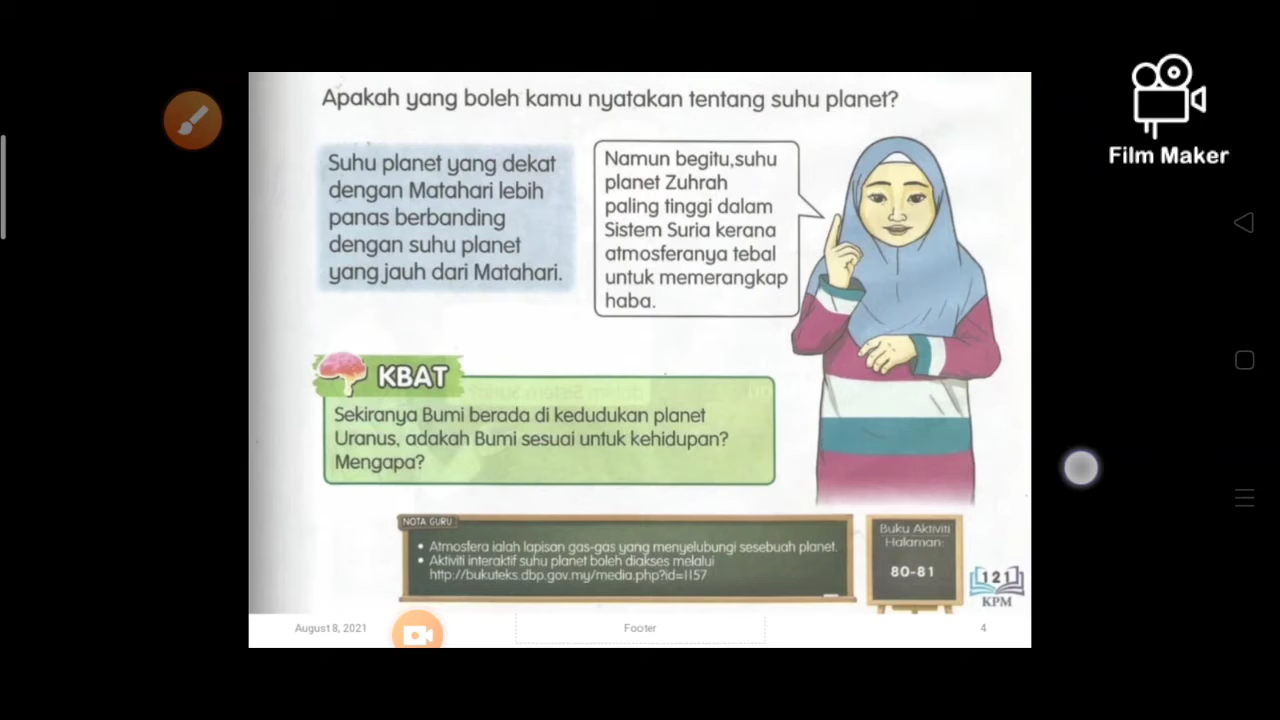 Apakah yang boleh kamu nyatakan tentang suhu planet?
Suhu planet yang dekat
dengan Matahari lebih
panas berbanding
dengan suhu planet
yang jauh dari Matahari.
Namun begitu,suhu
planet Zuhrah
paling tinggi dalam
Sistem Suria kerana
atmosferanya tebal
untuk memerangkap
haba.
KBAT
Sekiranya Bumi berada di kedudukan planet
Uranus, adakah Bumi sesuai untuk kehidupan?
Mengapa?
NOTA GURU
• Atmosfera ialah lapisan gas-gas yang menyelubungi sesebuah planet.
• Aktiviti interaktif suhu planet boleh diakses melalui
http://bukuteks.dbp.gov.my/media.php?id=1157
Buku Aktiviti
Halaman:
80-81
121
KPM
August 8, 2021
Footer
4
Film Maker